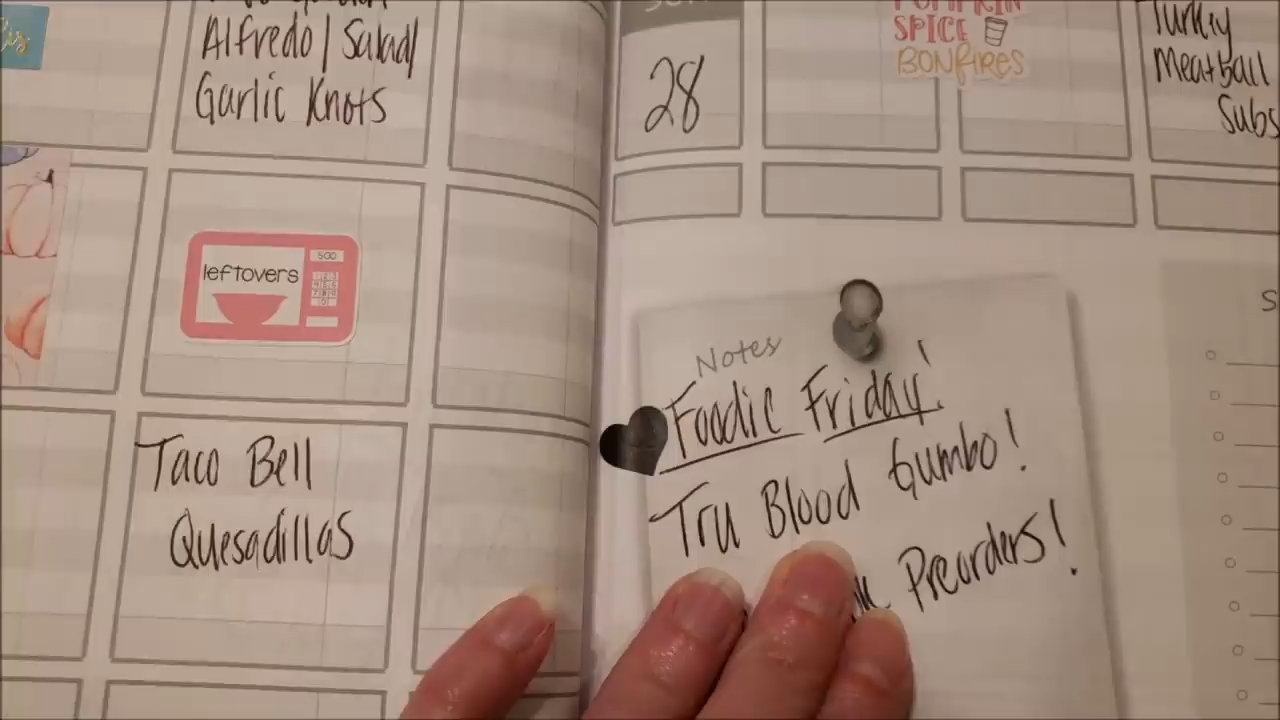 Alfredo | Salad/
Garlic Knots
leftovers
500
Taco Bell
Quesadillas
28
PUMPKIN
SPICE
BONFIRES
Turkey
Meatball
Subs
Notes
Foodie Friday!
Tru Blood Gumbo!
Preorders!
S